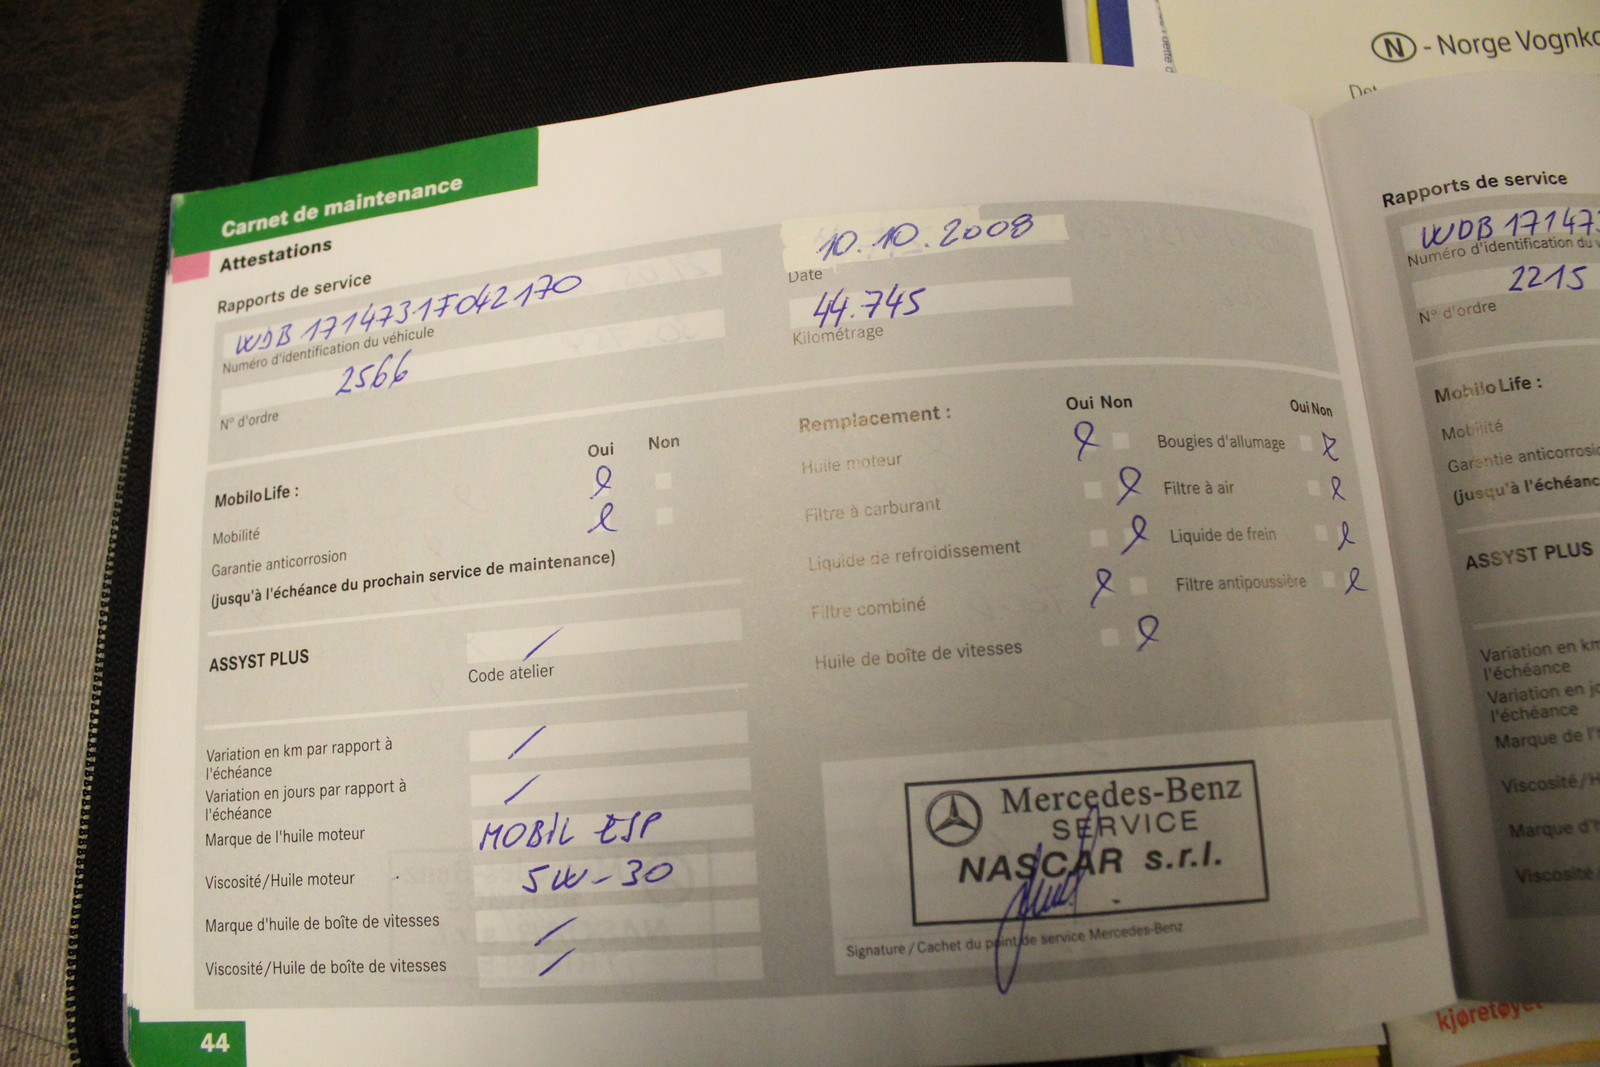 N - Norge Vognko
Carnet de maintenance
Attestations
Rapports de service
WDB1714731F042170
Numéro d'identification du véhicule
2566
N° d'ordre
10.10.2008
Date
44.745
Kilométrage
Oui Non
MobiloLife :
Mobilité
Garantie anticorrosion
(jusqu'à l'échéance du prochain service de maintenance)
ASSYST PLUS
Code atelier
Variation en km par rapport à
l'échéance
Variation en jours par rapport à
l'échéance
Marque de l'huile moteur MOBIL ESP
Viscosité/Huile moteur 5W-30
Marque d'huile de boîte de vitesses
Viscosité/Huile de boîte de vitesses
Remplacement : Oui Non
Huile moteur
Filtre à carburant
Liquide de refroidissement
Filtre combiné
Huile de boîte de vitesses
Oui Non
Bougies d'allumage
Filtre à air
Liquide de frein
Filtre antipoussière
Mercedes-Benz
SERVICE
NASCAR s.r.l.
Signature / Cachet du point de service Mercedes-Benz
44
Rapports de service
WDB 17147
Numéro d'identification du
2215
N° d'ordre
MobiloLife :
Mobilité
Garantie anticorrosi
(jusqu'à l'échéanc
ASSYST PLUS
Variation en km
l'échéance
Variation en jo
l'échéance
Marque de l'
Viscosité/H
Marque d'h
Viscosité/
kjøretøyet